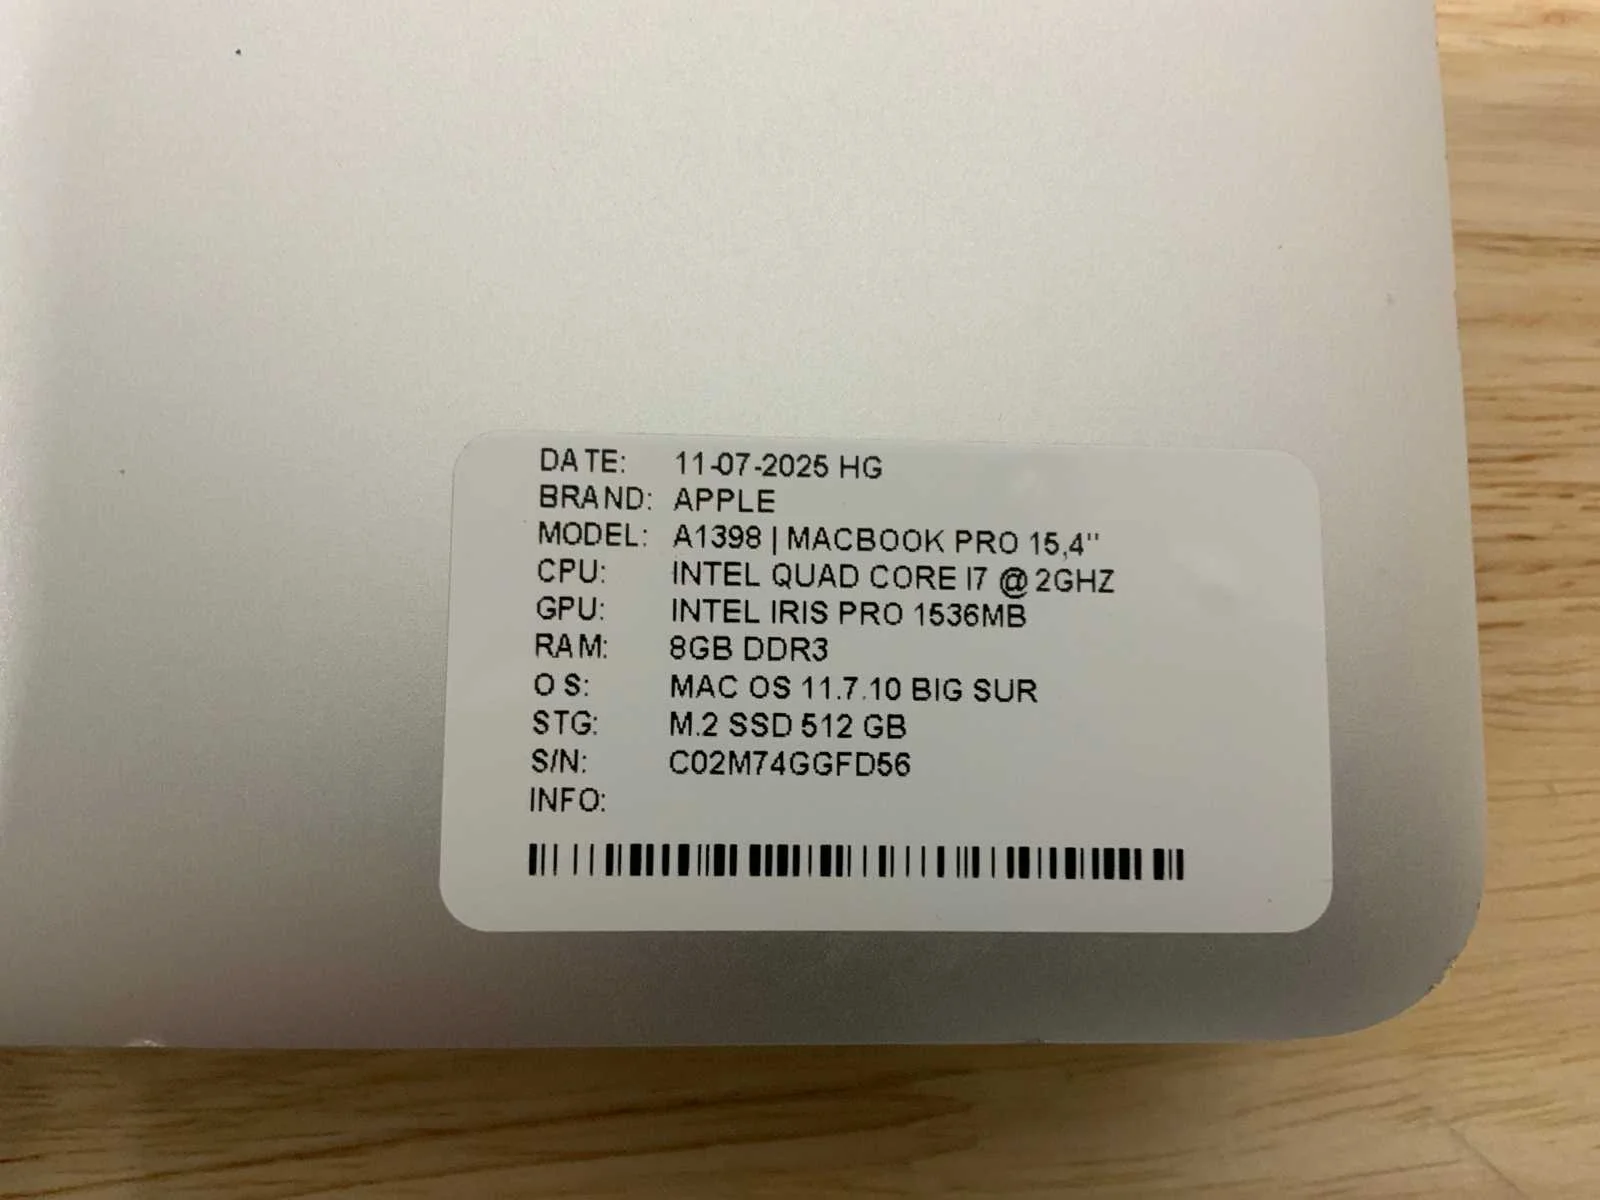 DATE: 11-07-2025 HG
BRAND: APPLE
MODEL: A1398 | MACBOOK PRO 15,4"
CPU: INTEL QUAD CORE I7 @ 2GHZ
GPU: INTEL IRIS PRO 1536MB
RAM: 8GB DDR3
OS: MAC OS 11.7.10 BIG SUR
STG: M.2 SSD 512 GB
S/N: C02M74GGFD56
INFO: